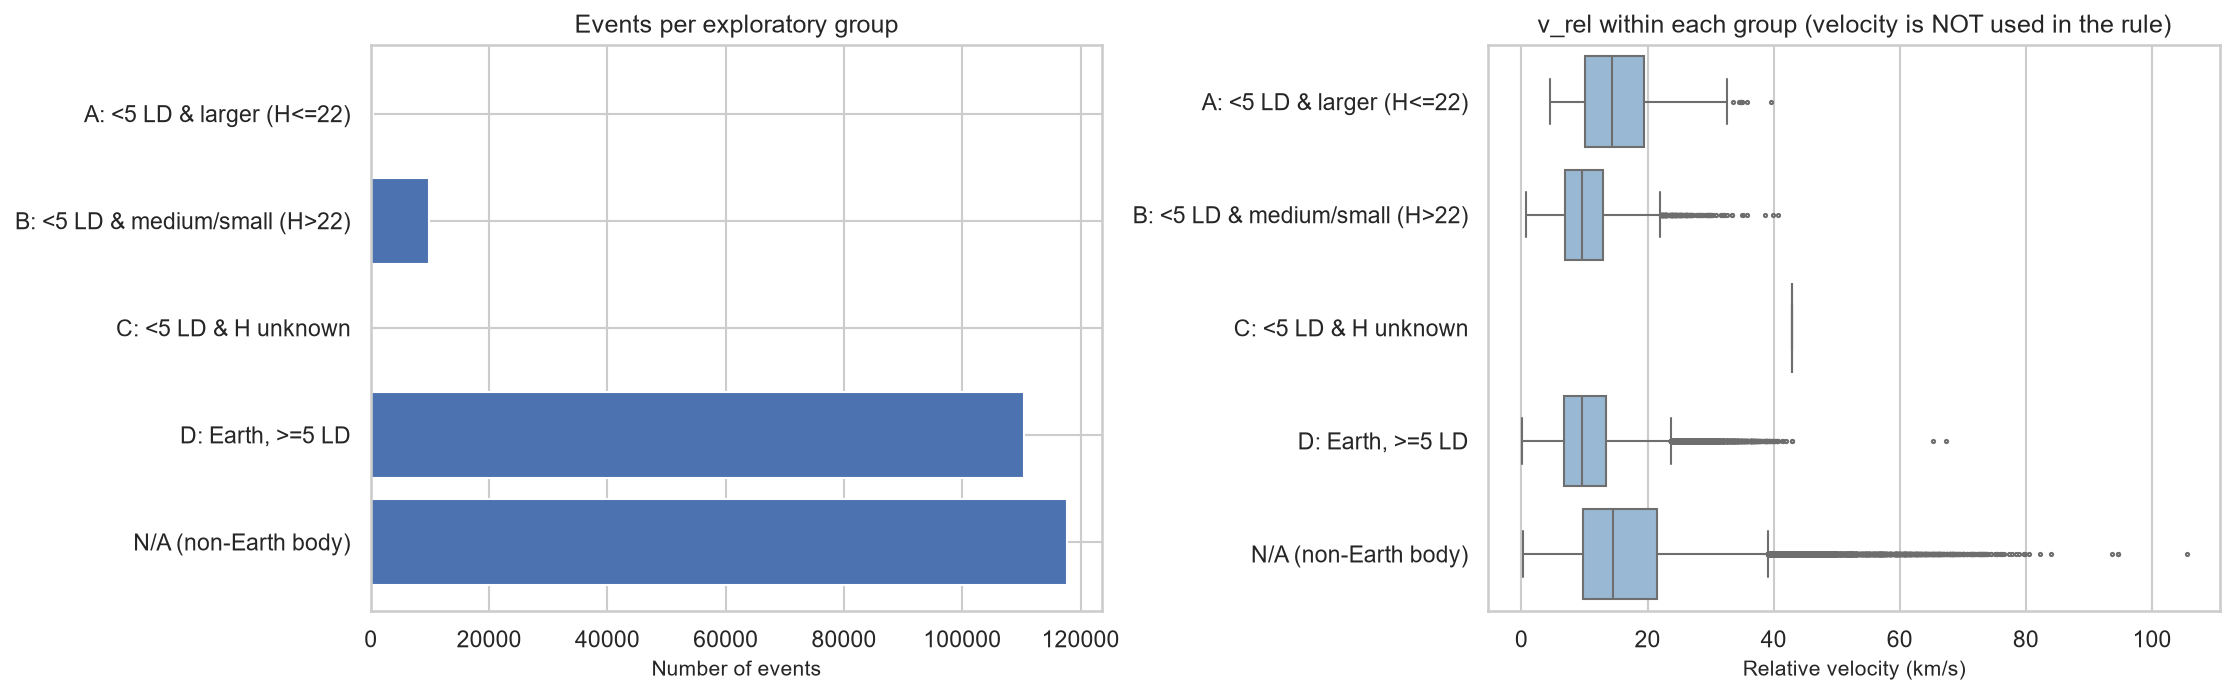 Events per exploratory group
A: <5 LD & larger (H<=22)
B: <5 LD & medium/small (H>22)
C: <5 LD & H unknown
D: Earth, >=5 LD
N/A (non-Earth body)
0 20000 40000 60000 80000 100000 120000
Number of events
v_rel within each group (velocity is NOT used in the rule)
A: <5 LD & larger (H<=22)
B: <5 LD & medium/small (H>22)
C: <5 LD & H unknown
D: Earth, >=5 LD
N/A (non-Earth body)
0 20 40 60 80 100
Relative velocity (km/s)